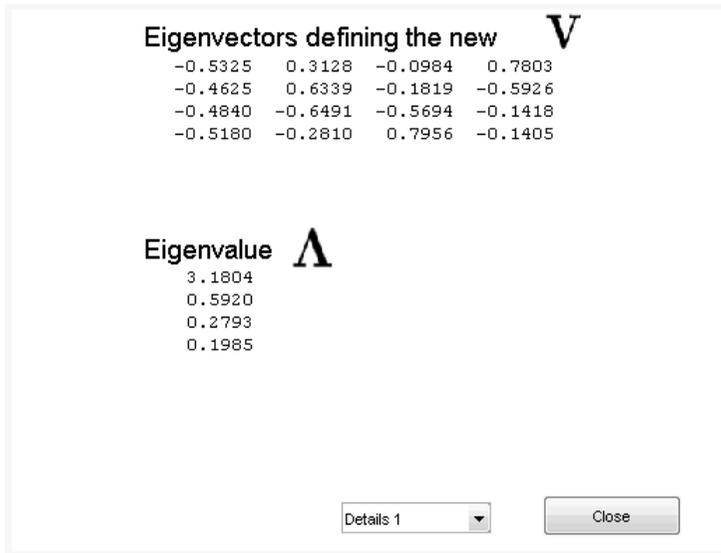 Eigenvectors defining the new V
-0.5325 0.3128 -0.0984 0.7803
-0.4625 0.6339 -0.1819 -0.5926
-0.4840 -0.6491 -0.5694 -0.1418
-0.5180 -0.2810 0.7956 -0.1405
Eigenvalue Λ
3.1804
0.5920
0.2793
0.1985
Details 1
Close